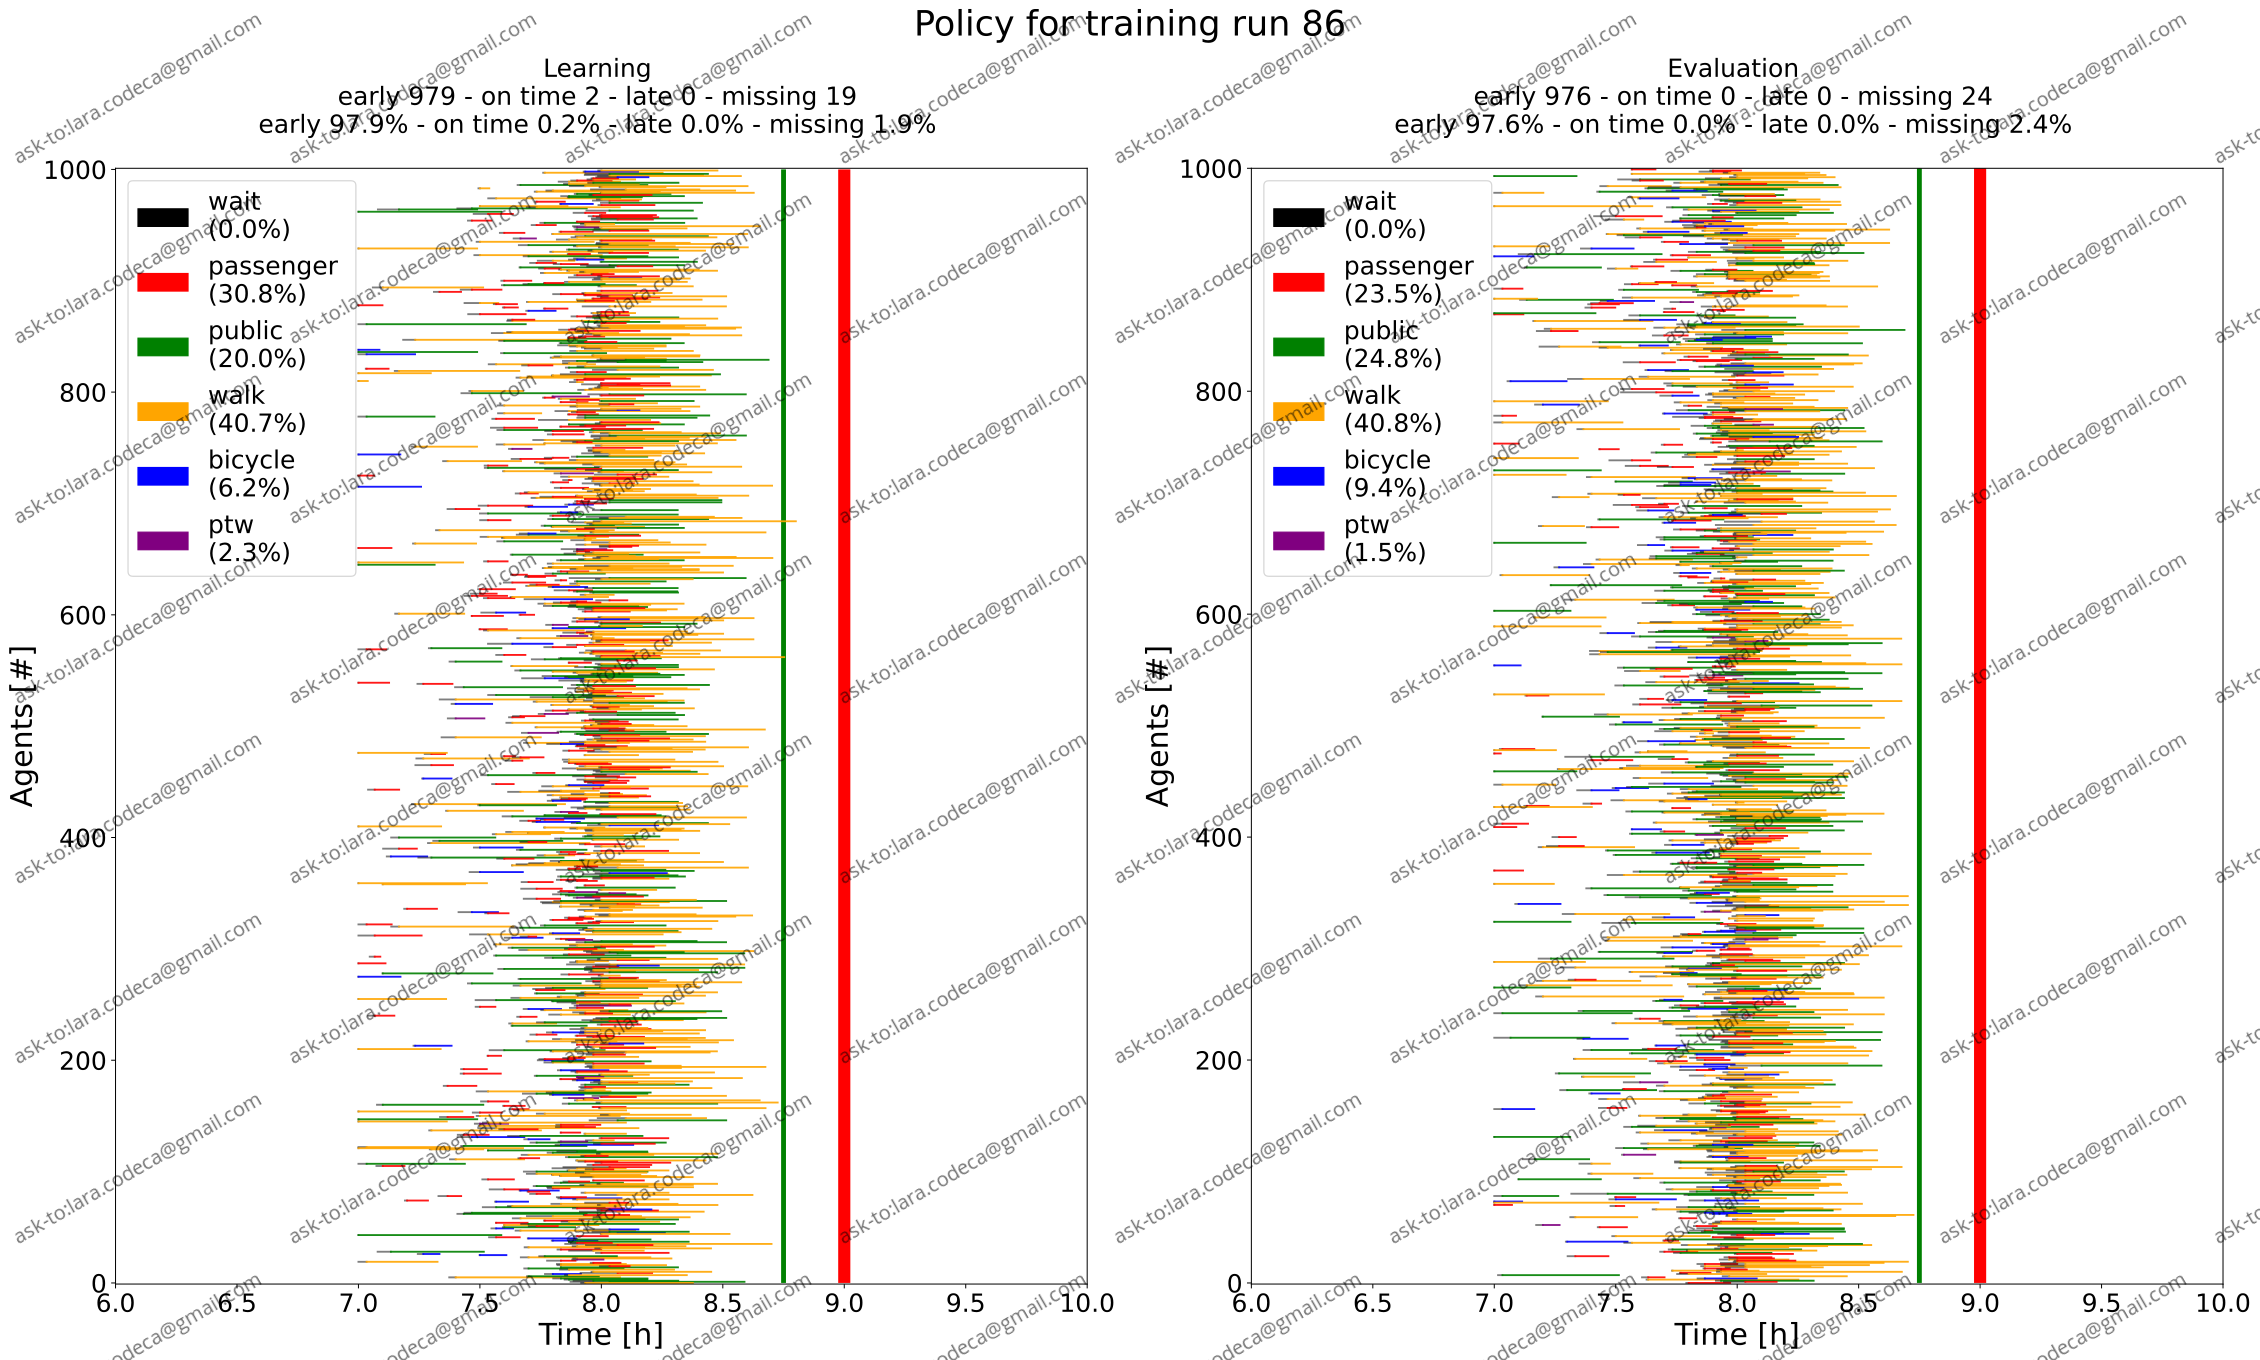 Policy for training run 86
Learning
early 979 - on time 2 - late 0 - missing 19
early 97.9% - on time 0.2% - late 0.0% - missing 1.9%
1000
800
600
400
200
0
wait
(0.0%)
passenger
(30.8%)
public
(20.0%)
walk
(40.7%)
bicycle
(6.2%)
ptw
(2.3%)
Agents [#]
6.0 6.5 7.0 7.5 8.0 8.5 9.0 9.5 10.0
Time [h]
Evaluation
early 976 - on time 0 - late 0 - missing 24
early 97.6% - on time 0.0% - late 0.0% - missing 2.4%
1000
800
600
400
200
0
wait
(0.0%)
passenger
(23.5%)
public
(24.8%)
walk
(40.8%)
bicycle
(9.4%)
ptw
(1.5%)
Agents [#]
6.0 6.5 7.0 7.5 8.0 8.5 9.0 9.5 10.0
Time [h]
ask-to:lara.codeca@gmail.com